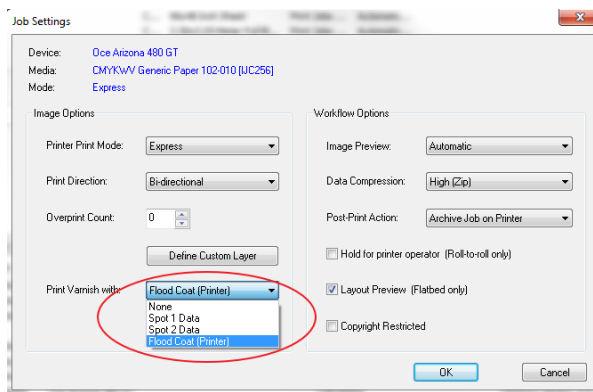 Job Settings
Device: Oce Arizona 480 GT
Media: CMYKWV Generic Paper 102-010 [IJC256]
Mode: Express
Image Options
Printer Print Mode: Express
Print Direction: Bi-directional
Overprint Count: 0
Define Custom Layer
Print Varnish with: Flood Coat (Printer)
None
Spot 1 Data
Spot 2 Data
Flood Coat (Printer)
Workflow Options
Image Preview: Automatic
Data Compression: High (Zip)
Post-Print Action: Archive Job on Printer
Hold for printer operator (Roll-to-roll only)
Layout Preview (Flatbed only)
Copyright Restricted
OK
Cancel